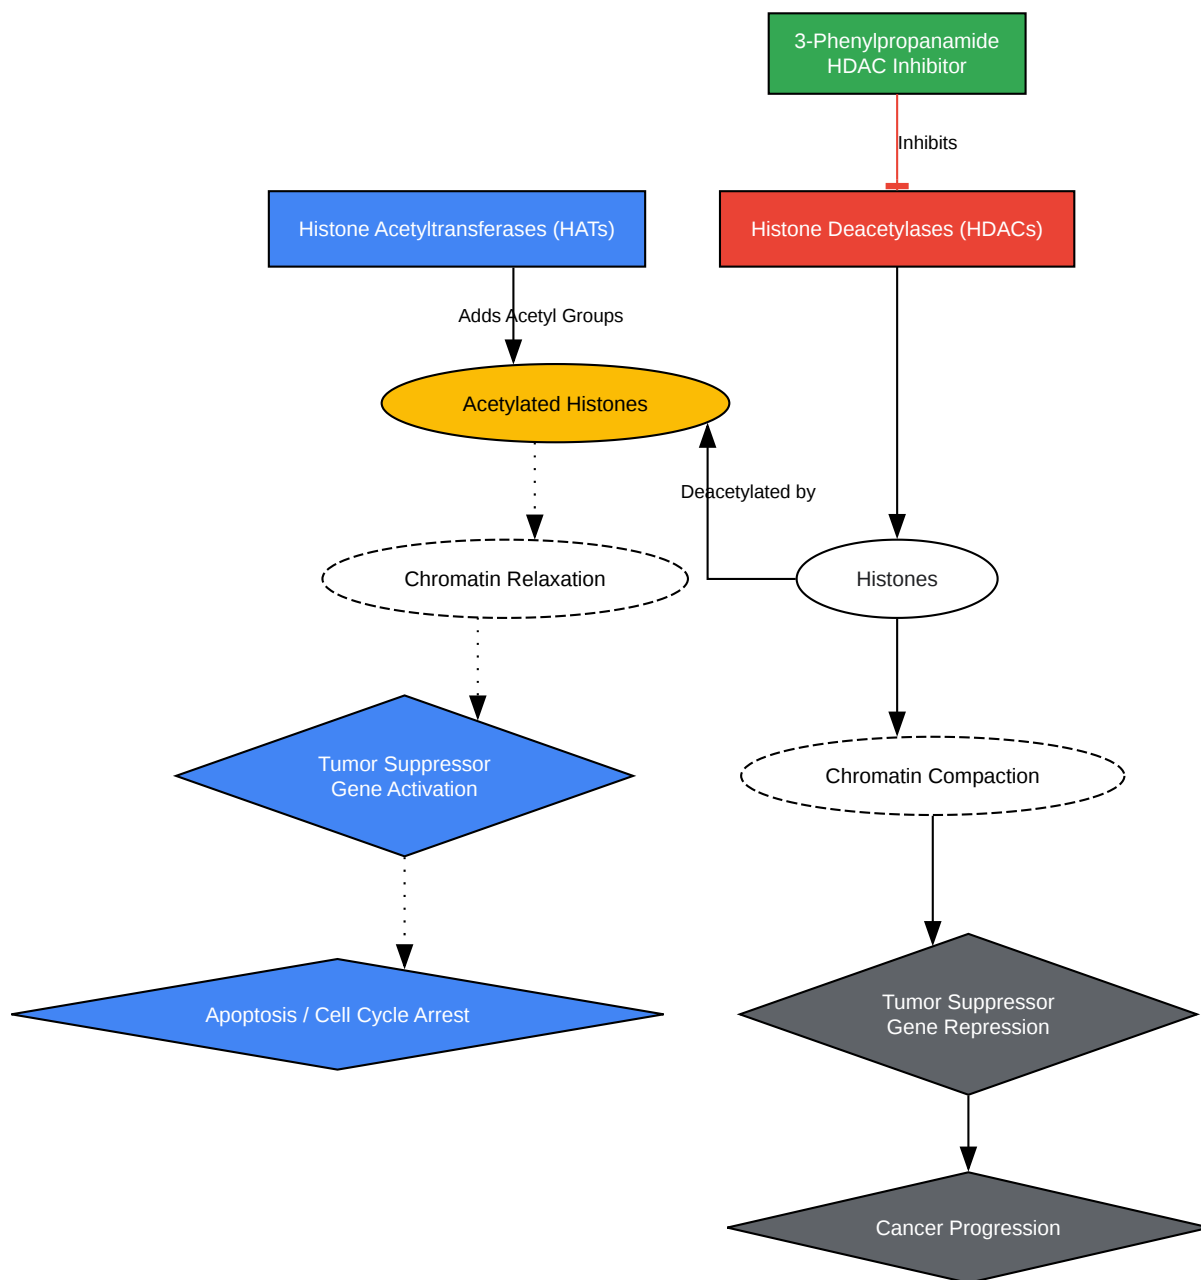 3-Phenylpropanamide
HDAC Inhibitor
Inhibits
Histone Acetyltransferases (HATs)
Histone Deacetylases (HDACs)
Adds Acetyl Groups
Acetylated Histones
Deacetylated by
Chromatin Relaxation
Histones
Tumor Suppressor
Gene Activation
Chromatin Compaction
Apoptosis / Cell Cycle Arrest
Tumor Suppressor
Gene Repression
Cancer Progression